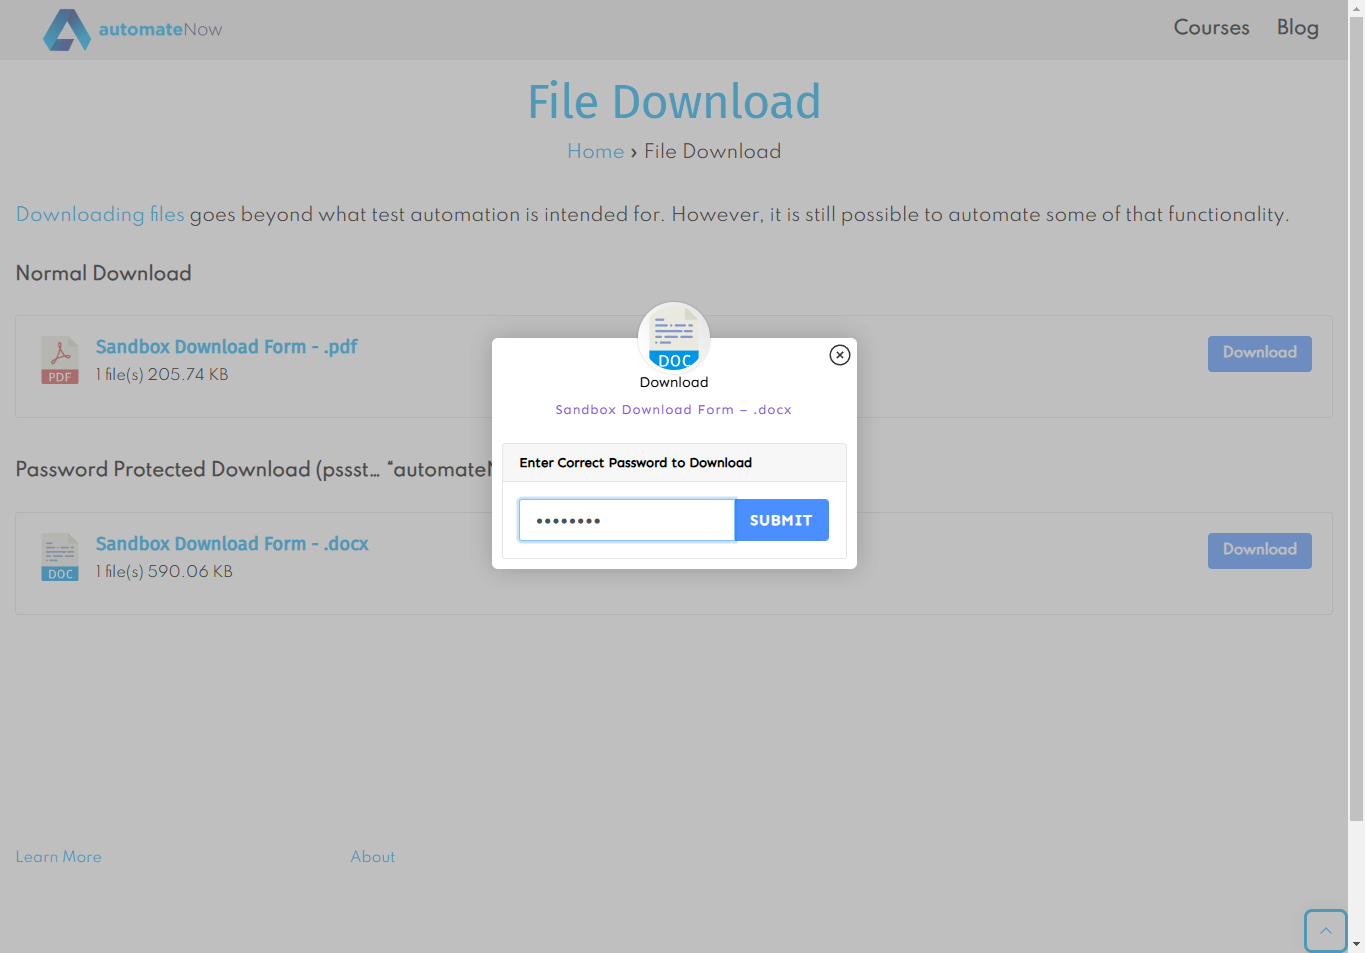 automateNow
Courses
Blog
File Download
Home › File Download
Downloading files goes beyond what test automation is intended for. However, it is still possible to automate some of that functionality.
Normal Download
PDF
Sandbox Download Form - .pdf
1 file(s) 205.74 KB
Download
Password Protected Download (pssst... “automate
DOC
Sandbox Download Form - .docx
1 file(s) 590.06 KB
Download
DOC
Download
Sandbox Download Form – .docx
Enter Correct Password to Download
••••••••
SUBMIT
Learn More
About